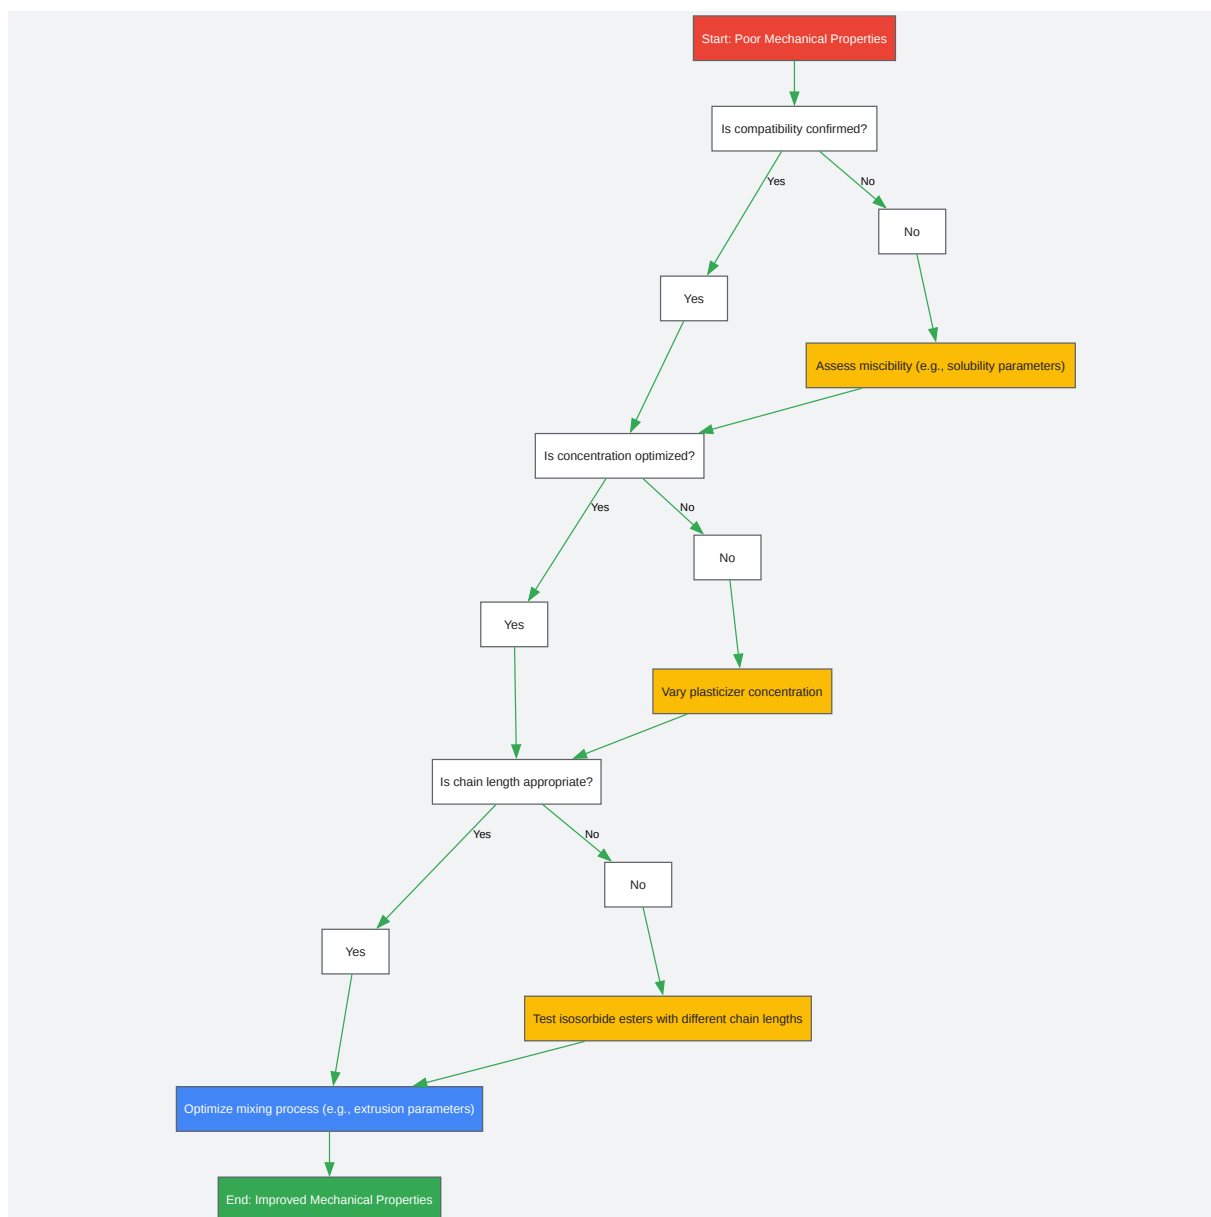 Start: Poor Mechanical Properties
Is compatibility confirmed?
Yes
No
No
Yes
Assess miscibility (e.g., solubility parameters)
Is concentration optimized?
Yes
No
No
Yes
Vary plasticizer concentration
Is chain length appropriate?
Yes
No
No
Yes
Test isosorbide esters with different chain lengths
Optimize mixing process (e.g., extrusion parameters)
End: Improved Mechanical Properties